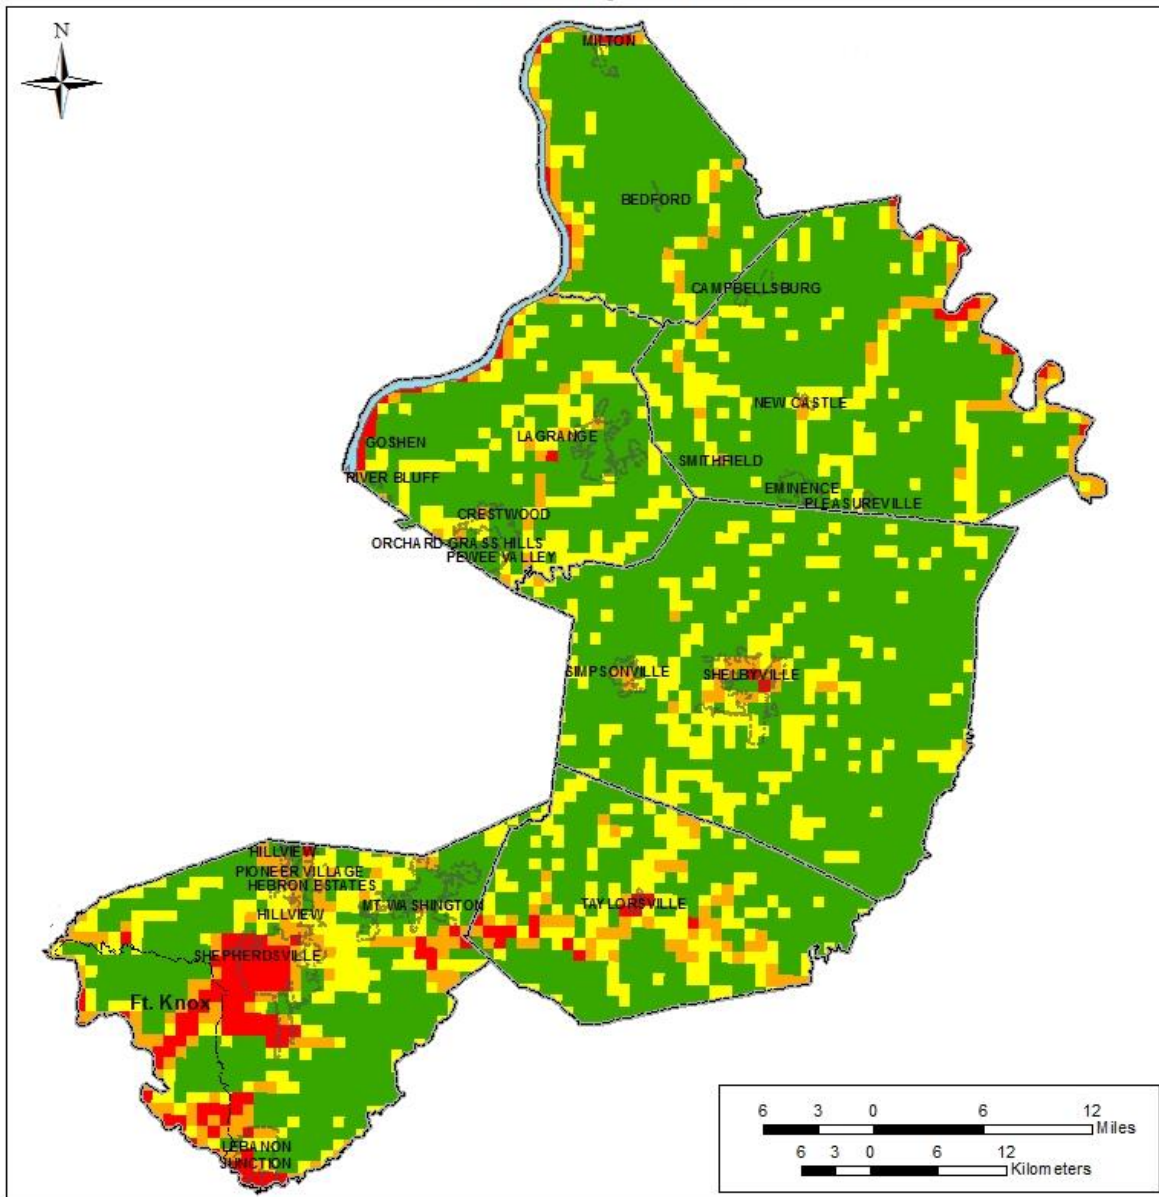 N
MILTON
BEDFORD
CAMPBELLSBURG
NEW CASTLE
LAGRANGE
GOSHEN
SMITHFIELD
RIVER BLUFF
EMINENCE
PLEASUREVILLE
CRESTWOOD
ORCHARD GRASS HILLS
PEWEE VALLEY
SIMPSONVILLE
SHELBYVILLE
HILLVIEW
PIONEER VILLAGE
HEBRON ESTATES
MT WASHINGTON
TAYLORSVILLE
HILLVIEW
SHEPHERDSVILLE
Ft. Knox
LEBANON
JUNCTION
6 3 0 6 12
Miles
6 3 0 6 12
Kilometers